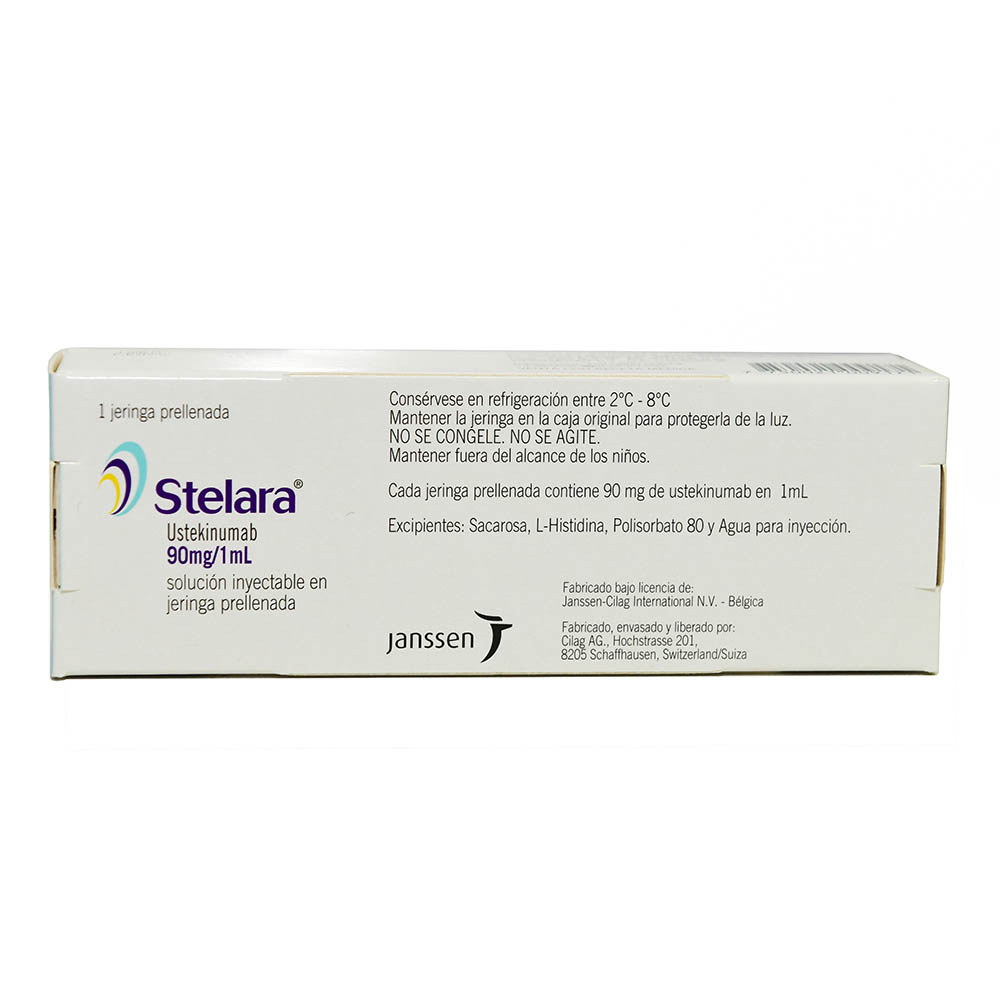 1 jeringa prellenada
Stelara®
Ustekinumab
90mg/1mL
solución inyectable en
jeringa prellenada
Consérvese en refrigeración entre 2°C - 8°C
Mantener la jeringa en la caja original para protegerla de la luz.
NO SE CONGELE. NO SE AGITE.
Mantener fuera del alcance de los niños.
Cada jeringa prellenada contiene 90 mg de ustekinumab en 1mL
Excipientes: Sacarosa, L-Histidina, Polisorbato 80 y Agua para inyección.
janssen
Fabricado bajo licencia de:
Janssen-Cilag International N.V. - Bélgica
Fabricado, envasado y liberado por:
Cilag AG., Hochstrasse 201,
8205 Schaffhausen, Switzerland/Suiza